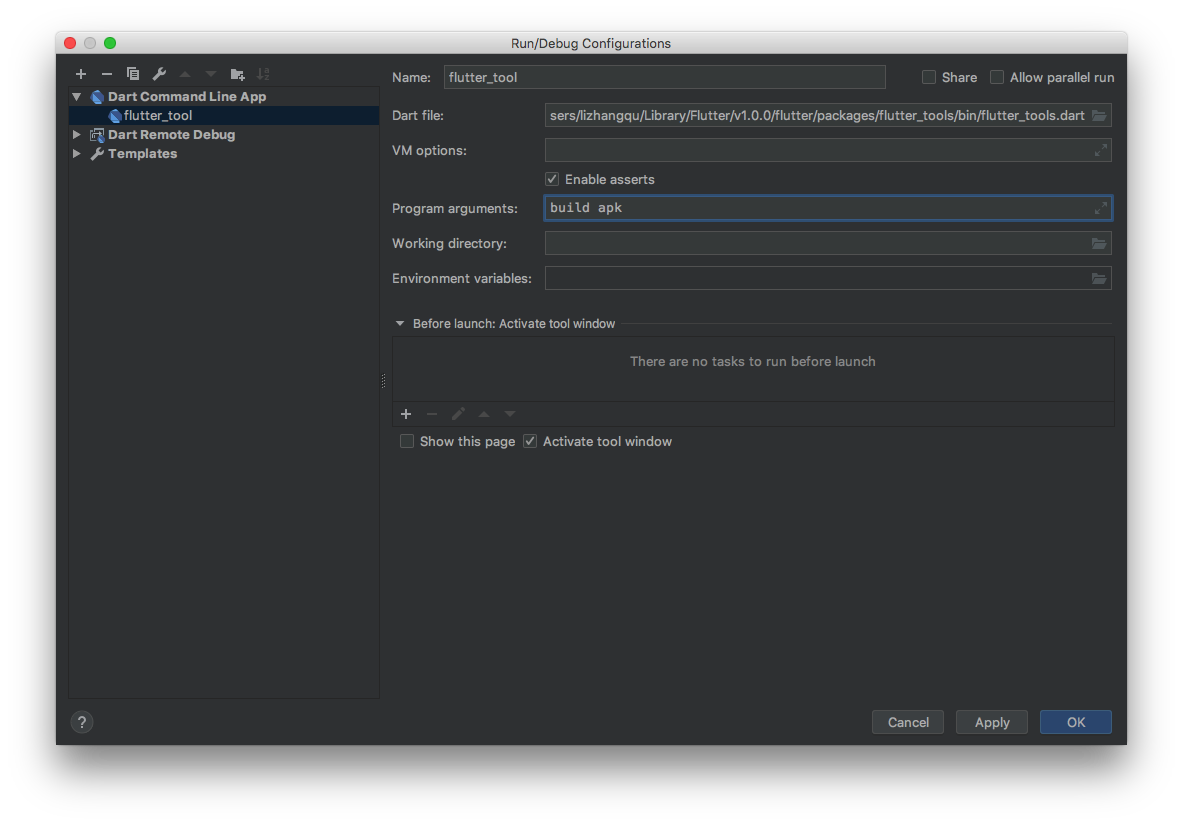 Run/Debug Configurations
Name: flutter_tool Share Allow parallel run
Dart Command Line App
flutter_tool
Dart Remote Debug
Templates
Dart file: sers/lizhangqu/Library/Flutter/v1.0.0/flutter/packages/flutter_tools/bin/flutter_tools.dart
VM options:
Enable asserts
Program arguments: build apk
Working directory:
Environment variables:
Before launch: Activate tool window
There are no tasks to run before launch
Show this page Activate tool window
? Cancel Apply OK